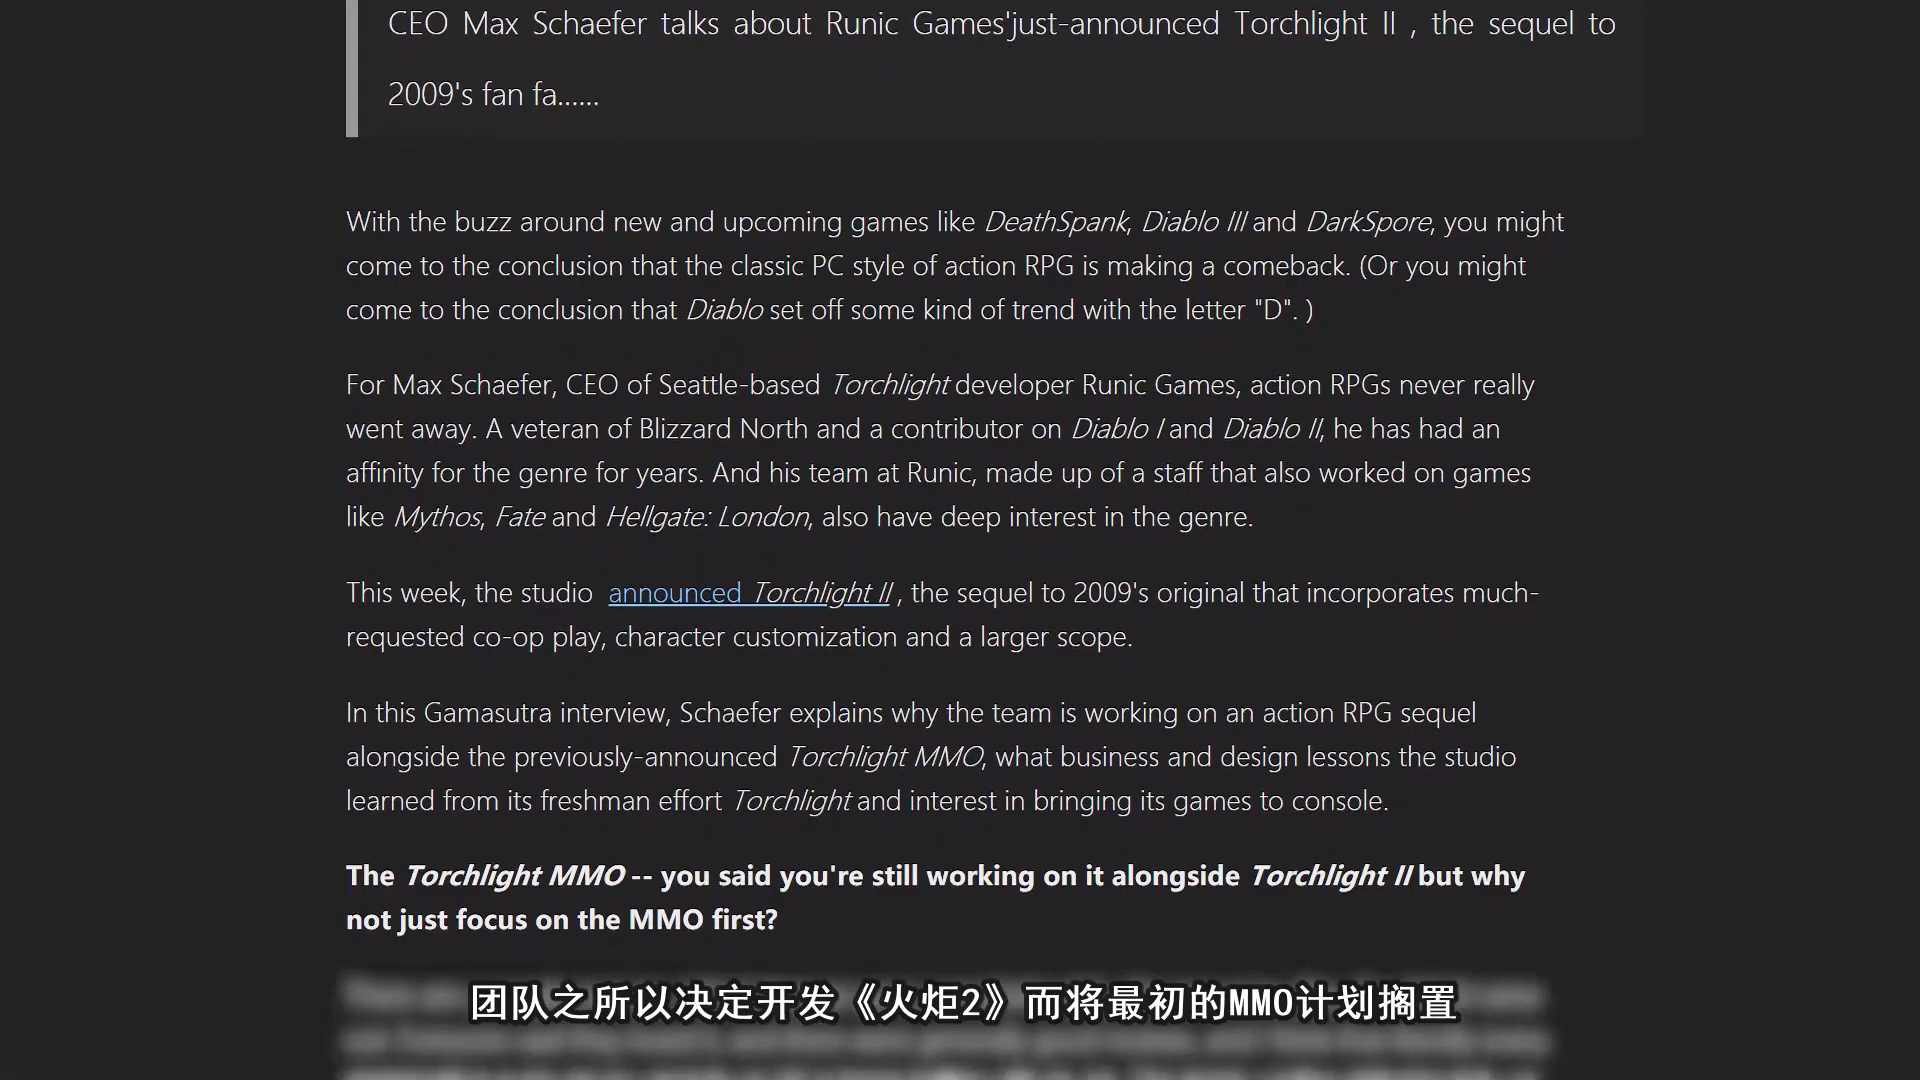 CEO Max Schaefer talks about Runic Games'just-announced Torchlight II , the sequel to
2009's fan fa......
With the buzz around new and upcoming games like DeathSpank, Diablo III and DarkSpore, you might
come to the conclusion that the classic PC style of action RPG is making a comeback. (Or you might
come to the conclusion that Diablo set off some kind of trend with the letter "D". )
For Max Schaefer, CEO of Seattle-based Torchlight developer Runic Games, action RPGs never really
went away. A veteran of Blizzard North and a contributor on Diablo I and Diablo II, he has had an
affinity for the genre for years. And his team at Runic, made up of a staff that also worked on games
like Mythos, Fate and Hellgate: London, also have deep interest in the genre.
This week, the studio announced Torchlight II , the sequel to 2009's original that incorporates much-
requested co-op play, character customization and a larger scope.
In this Gamasutra interview, Schaefer explains why the team is working on an action RPG sequel
alongside the previously-announced Torchlight MMO, what business and design lessons the studio
learned from its freshman effort Torchlight and interest in bringing its games to console.
The Torchlight MMO -- you said you're still working on it alongside Torchlight II but why
not just focus on the MMO first?
团队之所以决定开发《火炬2》而将最初的MMO计划搁置